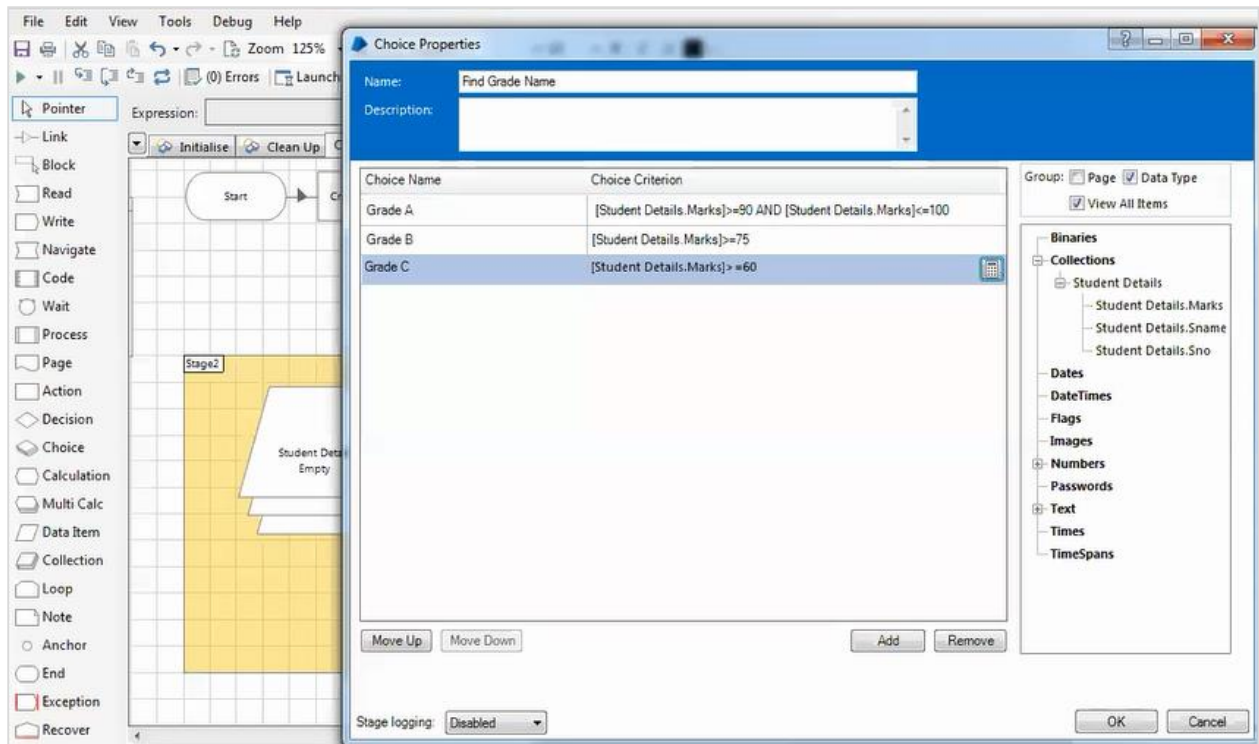 File Edit View Tools Debug Help
Zoom 125%
(0) Errors Launch
Pointer
Link
Block
Read
Write
Navigate
Code
Wait
Process
Page
Action
Decision
Choice
Calculation
Multi Calc
Data Item
Collection
Loop
Note
Anchor
End
Exception
Recover
Expression:
Initialise Clean Up
Start
Stage2
Student Deta
Empty
Choice Properties
Name: Find Grade Name
Description:
Choice Name Choice Criterion
Grade A [Student Details.Marks]>=90 AND [Student Details.Marks]<=100
Grade B [Student Details.Marks]>=75
Grade C [Student Details.Marks]> =60
Move Up Move Down Add Remove
Stage logging: Disabled
Group: Page Data Type
View All Items
Binaries
Collections
Student Details
Student Details.Marks
Student Details.Sname
Student Details.Sno
Dates
DateTimes
Flags
Images
Numbers
Passwords
Text
Times
TimeSpans
OK Cancel